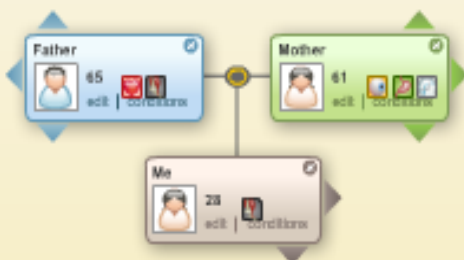 Father
65
edit | conditions
Mother
61
edit | conditions
Me
28
edit | conditions